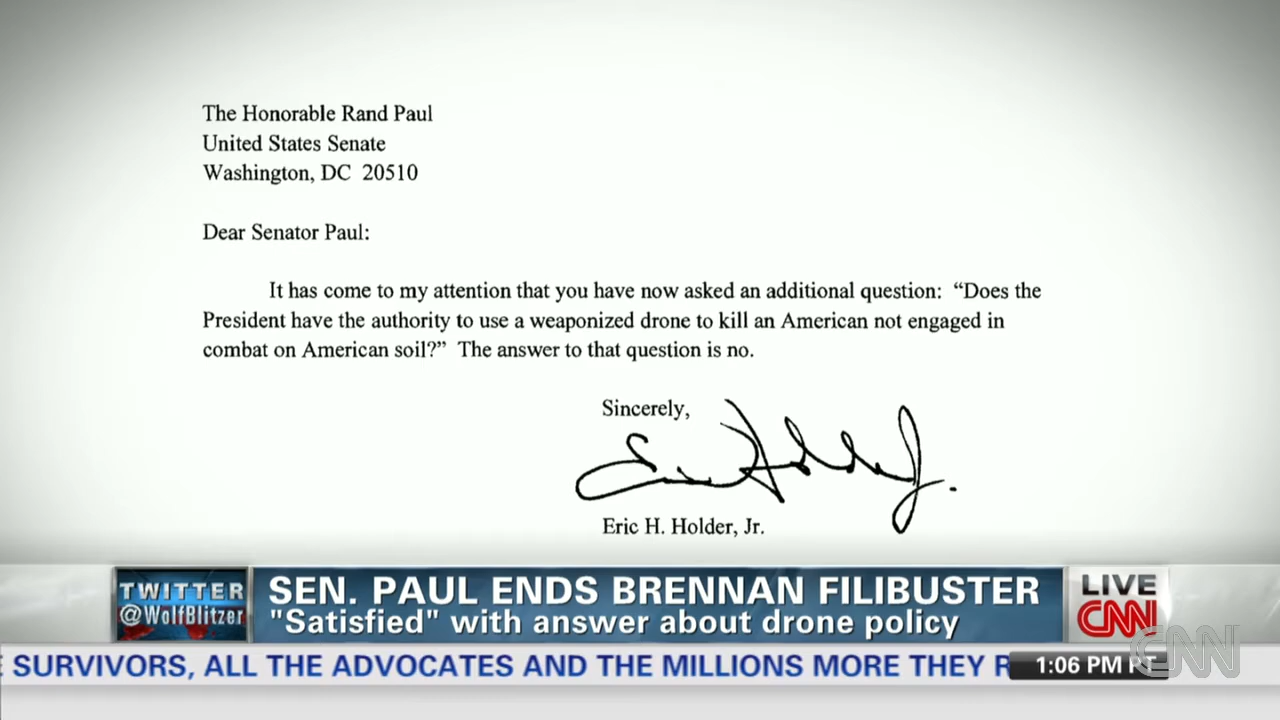 The Honorable Rand Paul
United States Senate
Washington, DC 20510
Dear Senator Paul:
It has come to my attention that you have now asked an additional question: “Does the
President have the authority to use a weaponized drone to kill an American not engaged in
combat on American soil?” The answer to that question is no.
Sincerely,
Eric H. Holder, Jr.
TWITTER
@WolfBlitzer
SEN. PAUL ENDS BRENNAN FILIBUSTER
"Satisfied" with answer about drone policy
LIVE
CNN
SURVIVORS, ALL THE ADVOCATES AND THE MILLIONS MORE THEY
1:06 PM PT
CNN